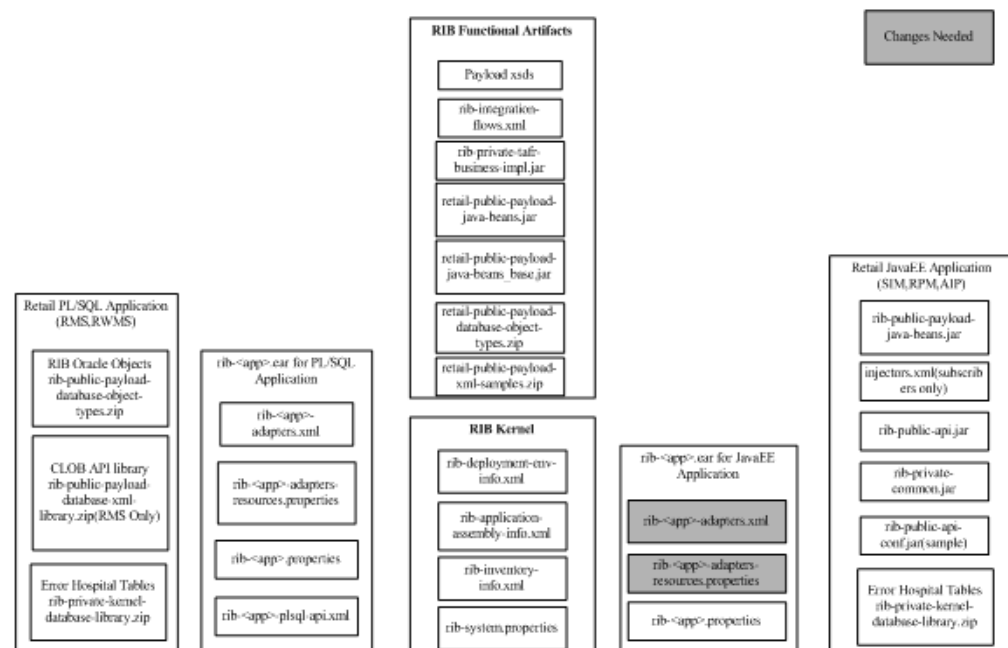 Changes Needed
RIB Functional Artifacts
Payload xsds
rib-integration-
flows.xml
rib-private-tafr-
business-impl.jar
retail-public-payload-
java-beans.jar
retail-public-payload-
java-beans_base.jar
retail-public-payload-
database-object-
types.zip
retail-public-payload-
xml-samples.zip
Retail PL/SQL Application
(RMS,RWMS)
RIB Oracle Objects
rib-public-payload-
database-object-
types.zip
CLOB API library
rib-public-payload-
database-xml-
library.zip(RMS Only)
Error Hospital Tables
rib-private-kernel-
database-library.zip
rib-<app>.ear for PL/SQL
Application
rib-<app>-
adapters.xml
rib-<app>-adapters-
resources.properties
rib-<app>.properties
rib-<app>-plsql-api.xml
RIB Kernel
rib-deployment-env-
info.xml
rib-application-
assembly-info.xml
rib-inventory-
info.xml
rib-system.properties
rib-<app>.ear for JavaEE
Application
rib-<app>-adapters.xml
rib-<app>-adapters-
resources.properties
rib-<app>.properties
Retail JavaEE Application
(SIM,RPM,AIP)
rib-public-payload-
java-beans.jar
injectors.xml(subscrib
ers only)
rib-public-api.jar
rib-private-
common.jar
rib-public-api-
conf.jar(sample)
Error Hospital Tables
rib-private-kernel-
database-library.zip